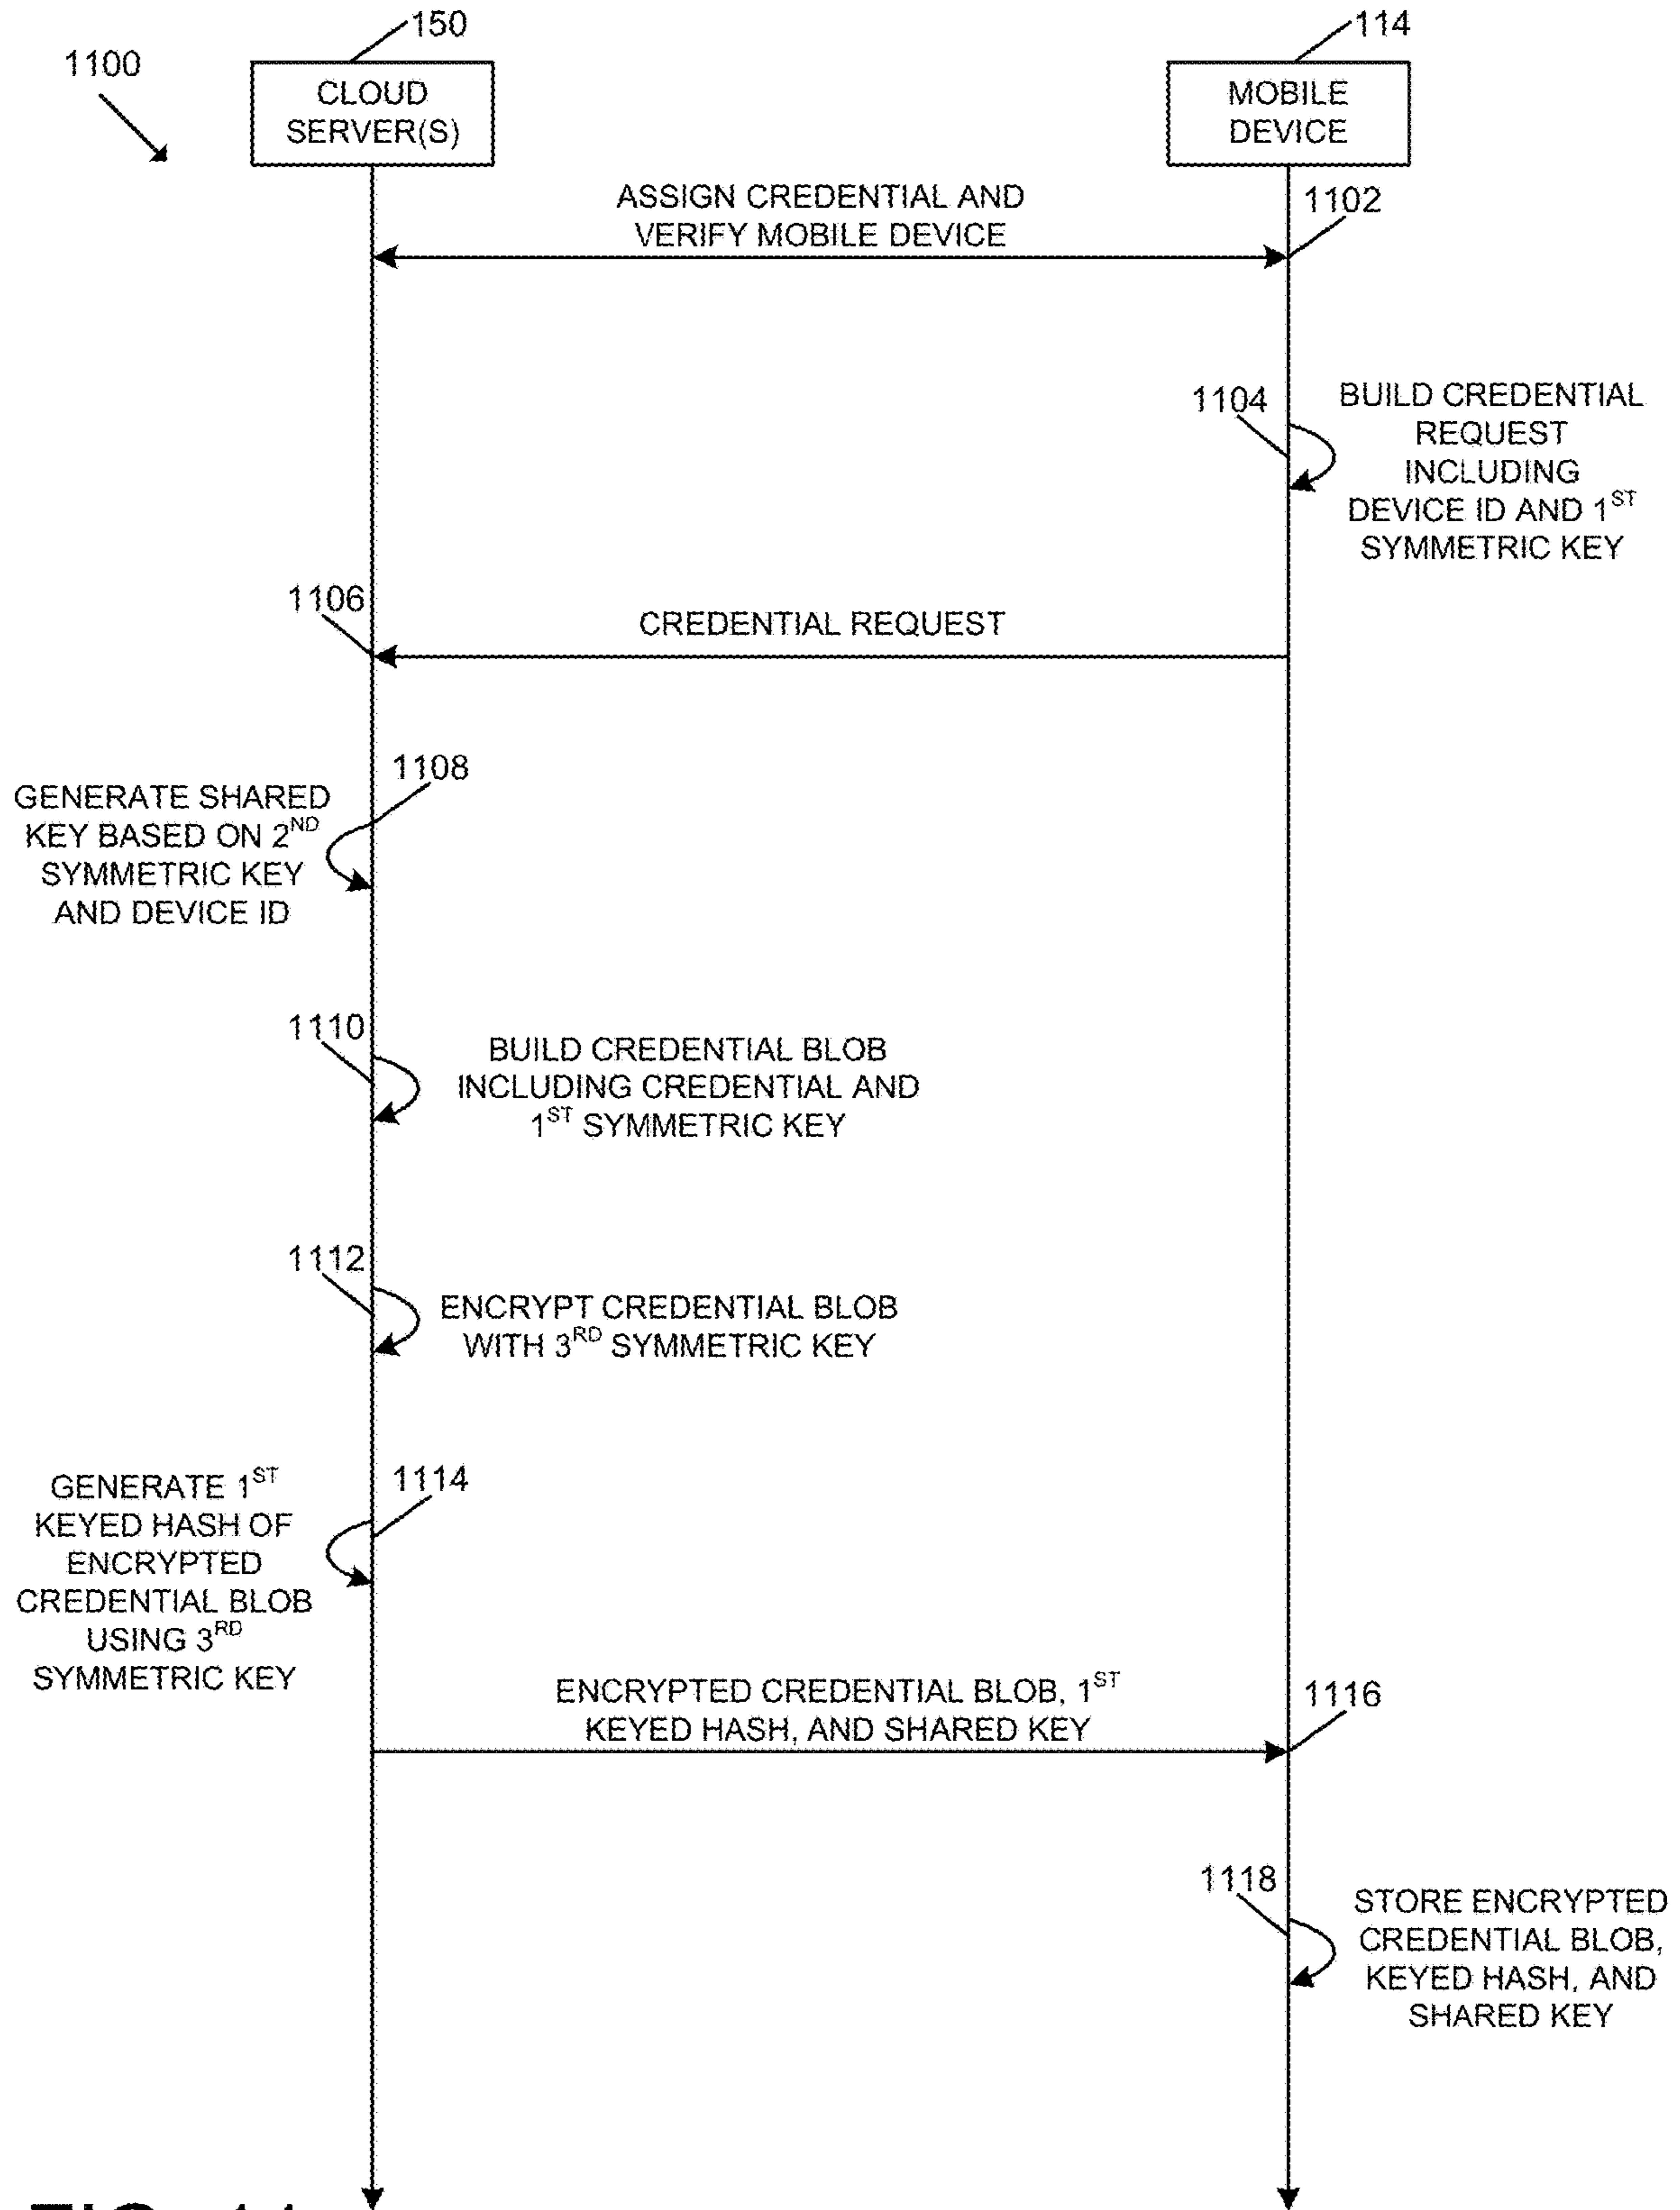 150
114
1100
CLOUD
SERVER(S)
MOBILE
DEVICE
ASSIGN CREDENTIAL AND
VERIFY MOBILE DEVICE
1102
1104
BUILD CREDENTIAL
REQUEST
INCLUDING
DEVICE ID AND 1ST
SYMMETRIC KEY
1106
CREDENTIAL REQUEST
1108
GENERATE SHARED
KEY BASED ON 2ND
SYMMETRIC KEY
AND DEVICE ID
1110
BUILD CREDENTIAL BLOB
INCLUDING CREDENTIAL AND
1ST SYMMETRIC KEY
1112
ENCRYPT CREDENTIAL BLOB
WITH 3RD SYMMETRIC KEY
GENERATE 1ST
KEYED HASH OF
ENCRYPTED
CREDENTIAL BLOB
USING 3RD
SYMMETRIC KEY
1114
ENCRYPTED CREDENTIAL BLOB, 1ST
KEYED HASH, AND SHARED KEY
1116
1118
STORE ENCRYPTED
CREDENTIAL BLOB,
KEYED HASH, AND
SHARED KEY